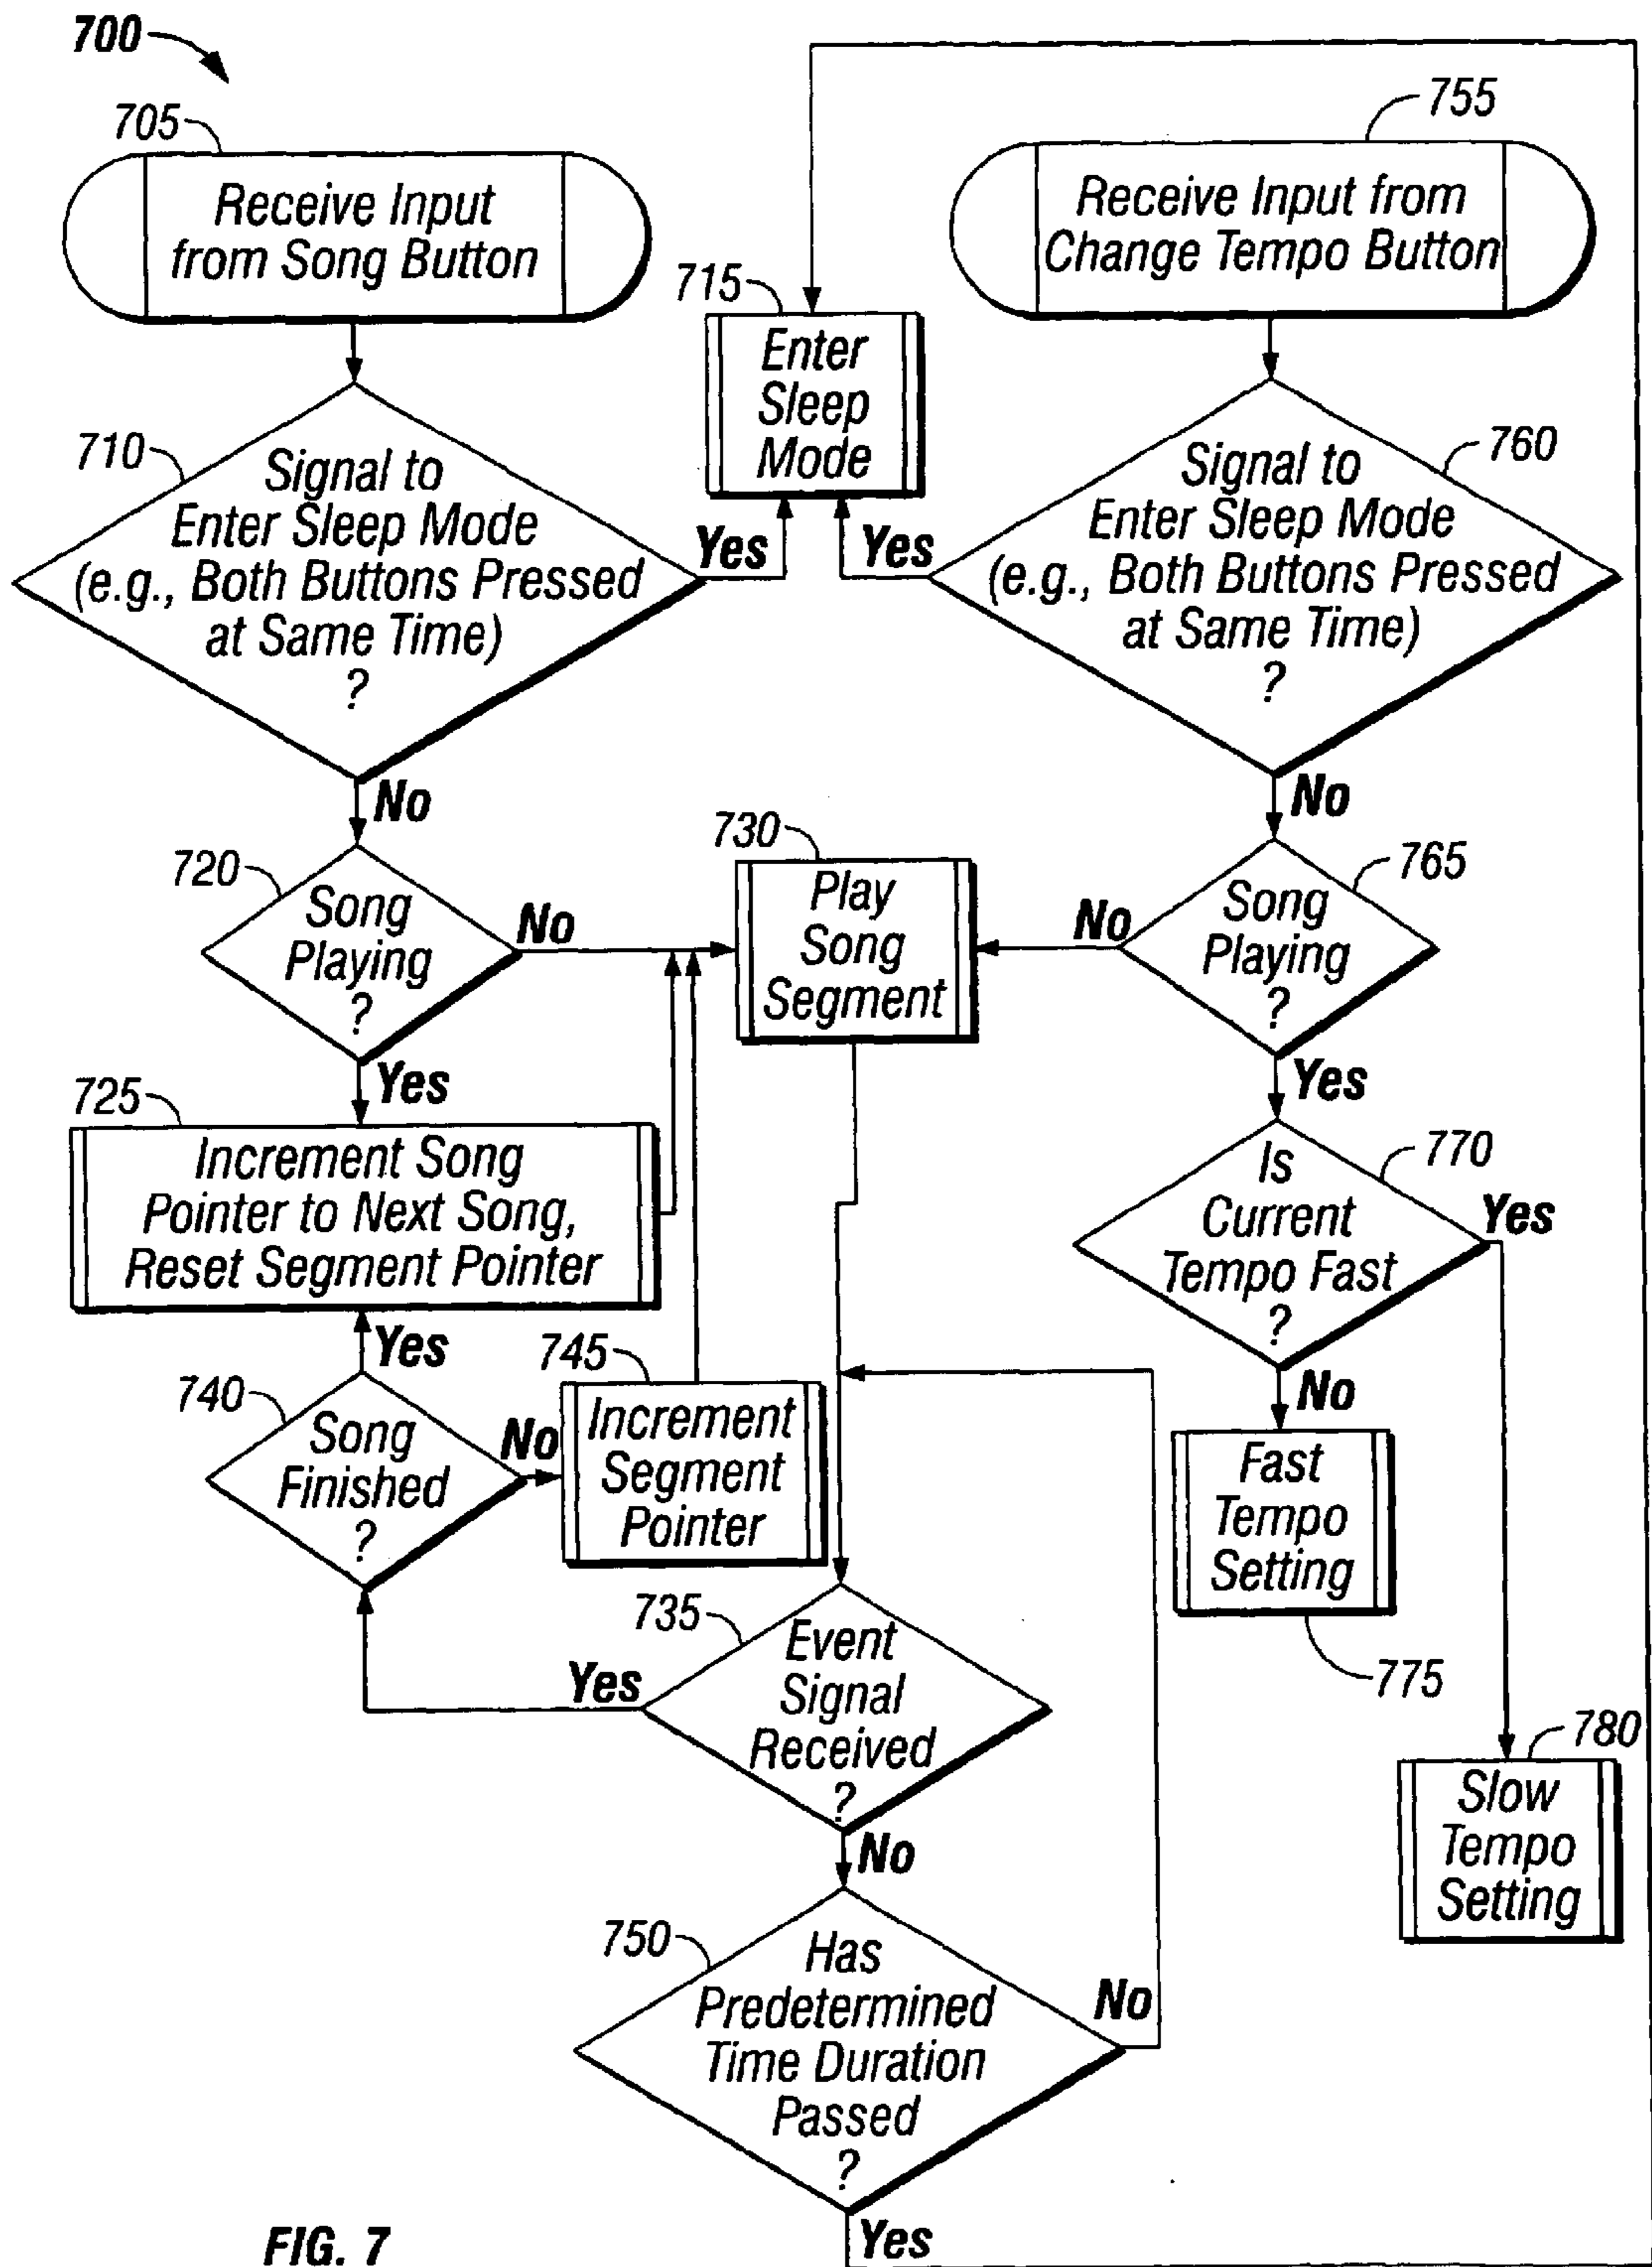 700
705
Receive Input
from Song Button
755
Receive Input from
Change Tempo Button
715
Enter
Sleep
Mode
710
Signal to
Enter Sleep Mode
(e.g., Both Buttons Pressed
at Same Time)
?
Yes
No
760
Signal to
Enter Sleep Mode
(e.g., Both Buttons Pressed
at Same Time)
?
Yes
No
720
Song
Playing
?
No
Yes
730
Play
Song
Segment
765
Song
Playing
?
No
Yes
725
Increment Song
Pointer to Next Song,
Reset Segment Pointer
770
Is
Current
Tempo Fast
?
Yes
No
740
Song
Finished
?
Yes
No
745
Increment
Segment
Pointer
Fast
Tempo
Setting
775
735
Event
Signal
Received
?
Yes
No
780
Slow
Tempo
Setting
750
Has
Predetermined
Time Duration
Passed
?
No
Yes
FIG. 7